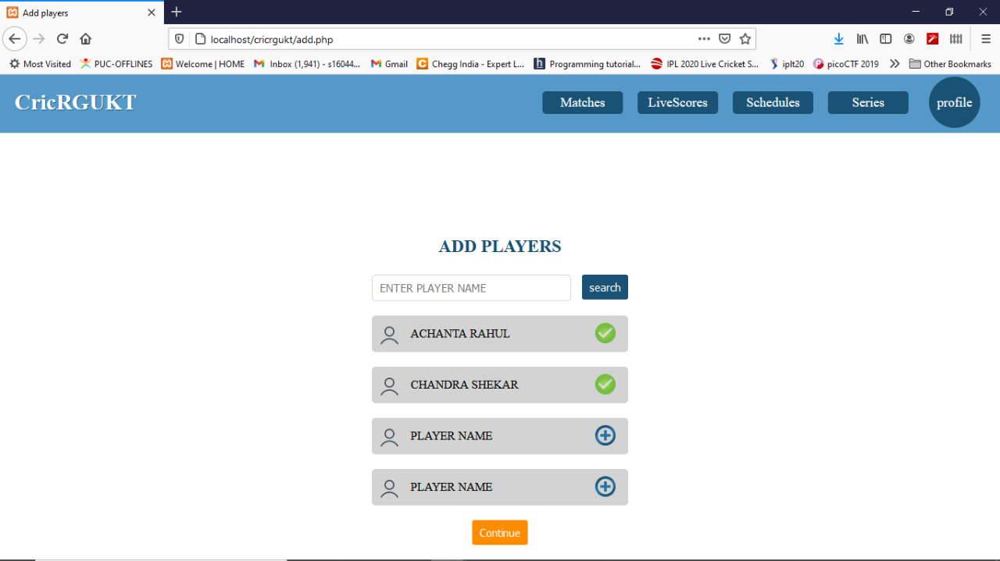 Add players
localhost/cricrgukt/add.php
Most Visited PUC-OFFLINES Welcome | HOME Inbox (1,941) - s16044... Gmail Chegg India - Expert L... Programming tutorial... IPL 2020 Live Cricket S... iplt20 picoCTF 2019 Other Bookmarks
CricRGUKT Matches LiveScores Schedules Series profile
ADD PLAYERS
ENTER PLAYER NAME search
ACHANTA RAHUL
CHANDRA SHEKAR
PLAYER NAME
PLAYER NAME
Continue